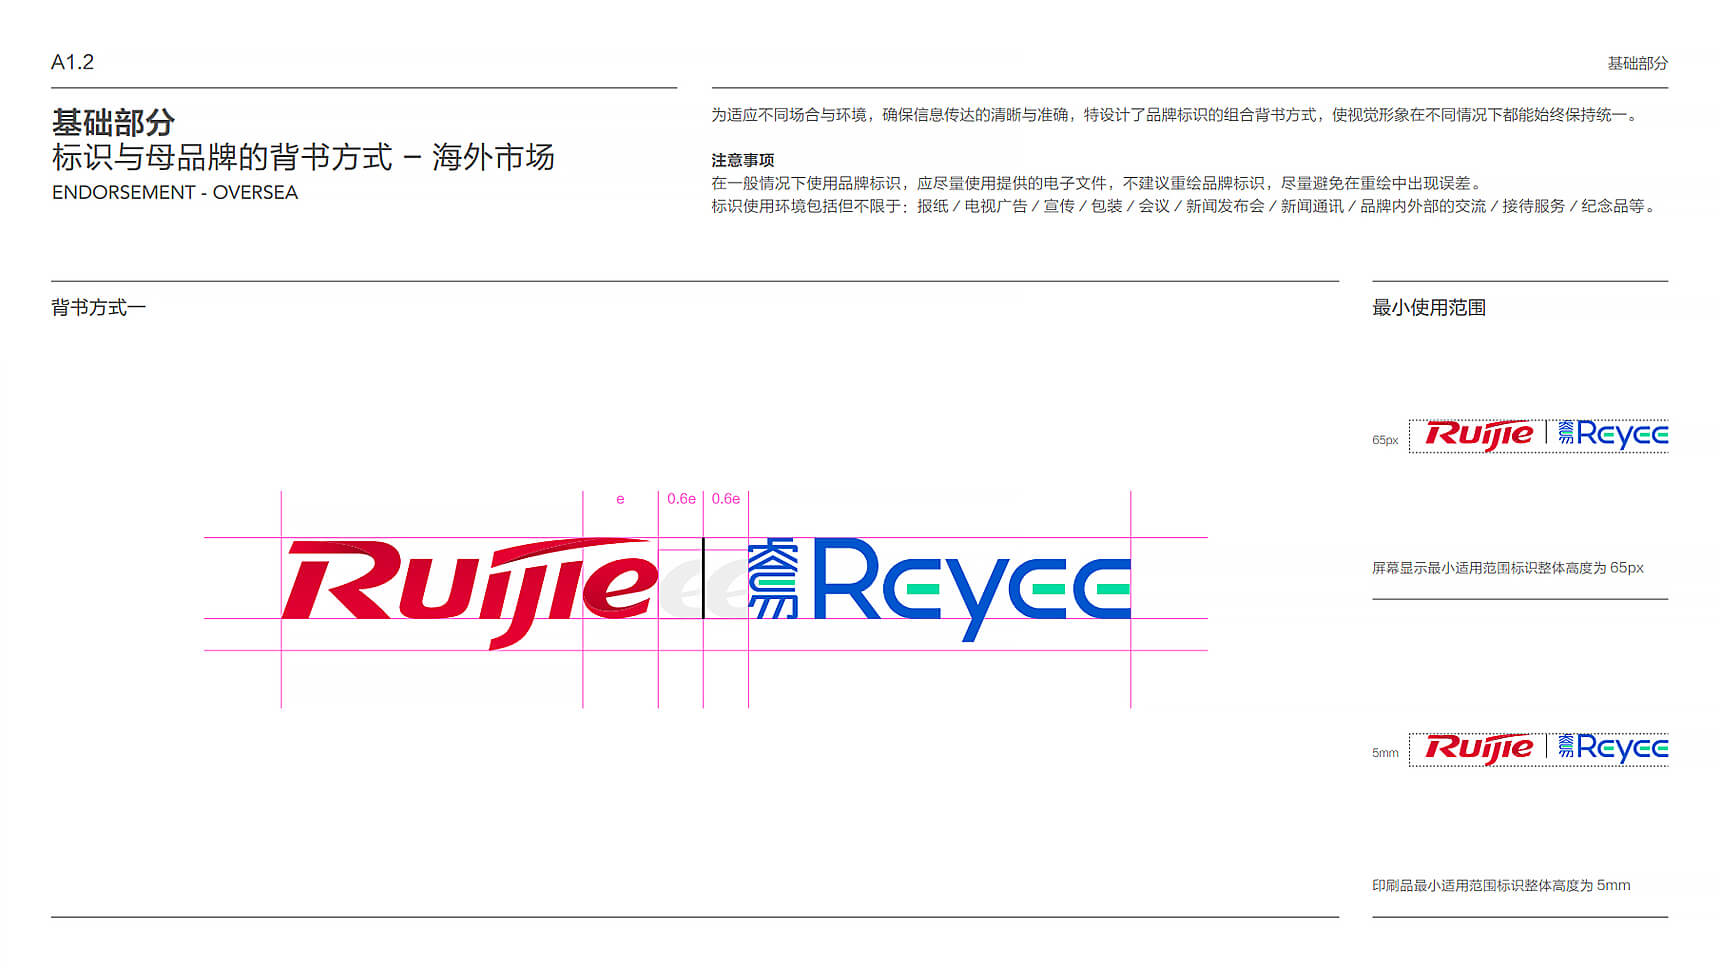 A1.2
基础部分
基础部分
标识与母品牌的背书方式 – 海外市场
ENDORSEMENT - OVERSEA
为适应不同场合与环境，确保信息传达的清晰与准确，特设计了品牌标识的组合背书方式，使视觉形象在不同情况下都能始终保持统一。
注意事项
在一般情况下使用品牌标识，应尽量使用提供的电子文件，不建议重绘品牌标识，尽量避免在重绘中出现误差。
标识使用环境包括但不限于：报纸 / 电视广告 / 宣传 / 包装 / 会议 / 新闻发布会 / 新闻通讯 / 品牌内外部的交流 / 接待服务 / 纪念品等。
背书方式一
最小使用范围
e 0.6e 0.6e
Ruijie | 睿易 Reyee
65px Ruijie | 睿易 Reyee
屏幕显示最小适用范围标识整体高度为 65px
5mm Ruijie | 睿易 Reyee
印刷品最小适用范围标识整体高度为 5mm